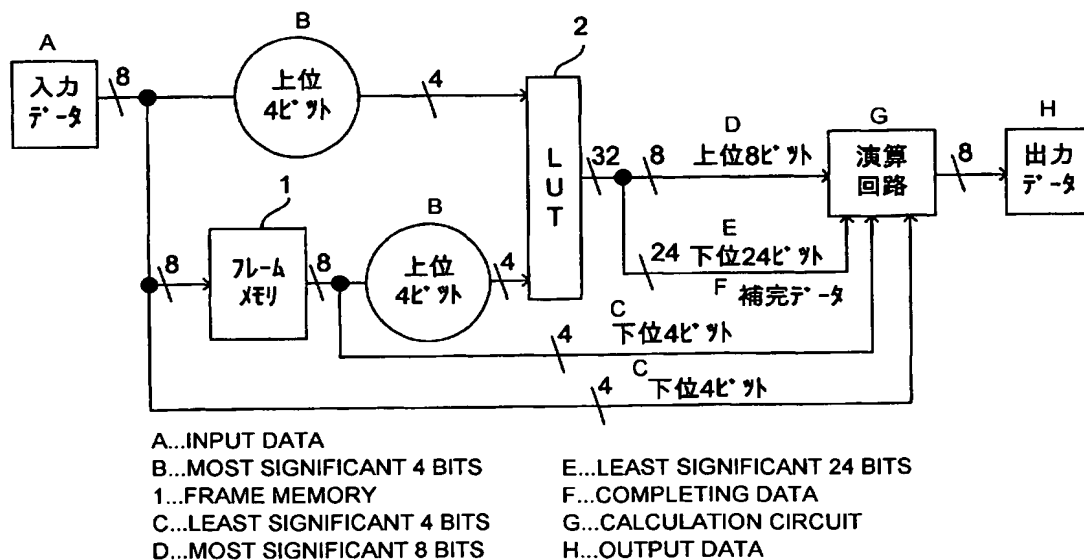 B
2
A
入力
データ
8
上位
4ビット
4
L
U
T
32
8
D
上位8ビット
G
演算
回路
8
H
出力
データ
1
8
フレーム
メモリ
8
B
上位
4ビット
4
E
24 下位24ビット
F 補完データ
C
4 下位4ビット
C
4 下位4ビット
A...INPUT DATA
B...MOST SIGNIFICANT 4 BITS
1...FRAME MEMORY
C...LEAST SIGNIFICANT 4 BITS
D...MOST SIGNIFICANT 8 BITS
E...LEAST SIGNIFICANT 24 BITS
F...COMPLETING DATA
G...CALCULATION CIRCUIT
H...OUTPUT DATA